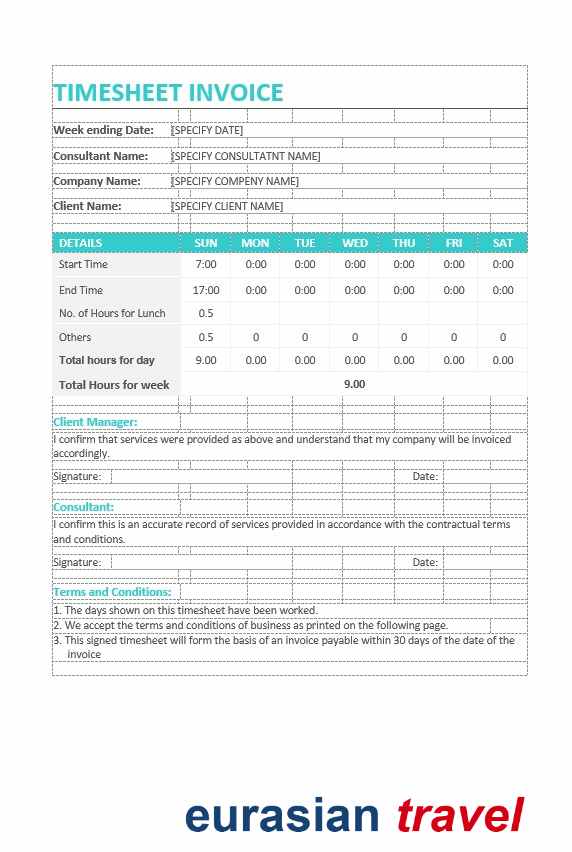 TIMESHEET INVOICE
Week ending Date: [SPECIFY DATE]
Consultant Name: [SPECIFY CONSULTATNT NAME]
Company Name: [SPECIFY COMPENY NAME]
Client Name: [SPECIFY CLIENT NAME]
DETAILS SUN MON TUE WED THU FRI SAT
Start Time 7:00 0:00 0:00 0:00 0:00 0:00 0:00
End Time 17:00 0:00 0:00 0:00 0:00 0:00 0:00
No. of Hours for Lunch 0.5
Others 0.5 0 0 0 0 0 0
Total hours for day 9.00 0.00 0.00 0.00 0.00 0.00 0.00
Total Hours for week 9.00
Client Manager:
I confirm that services were provided as above and understand that my company will be invoiced
accordingly.
Signature: Date:
Consultant:
I confirm this is an accurate record of services provided in accordance with the contractual terms
and conditions.
Signature: Date:
Terms and Conditions:
1. The days shown on this timesheet have been worked.
2. We accept the terms and conditions of business as printed on the following page.
3. This signed timesheet will form the basis of an invoice payable within 30 days of the date of the
invoice
eurasian travel